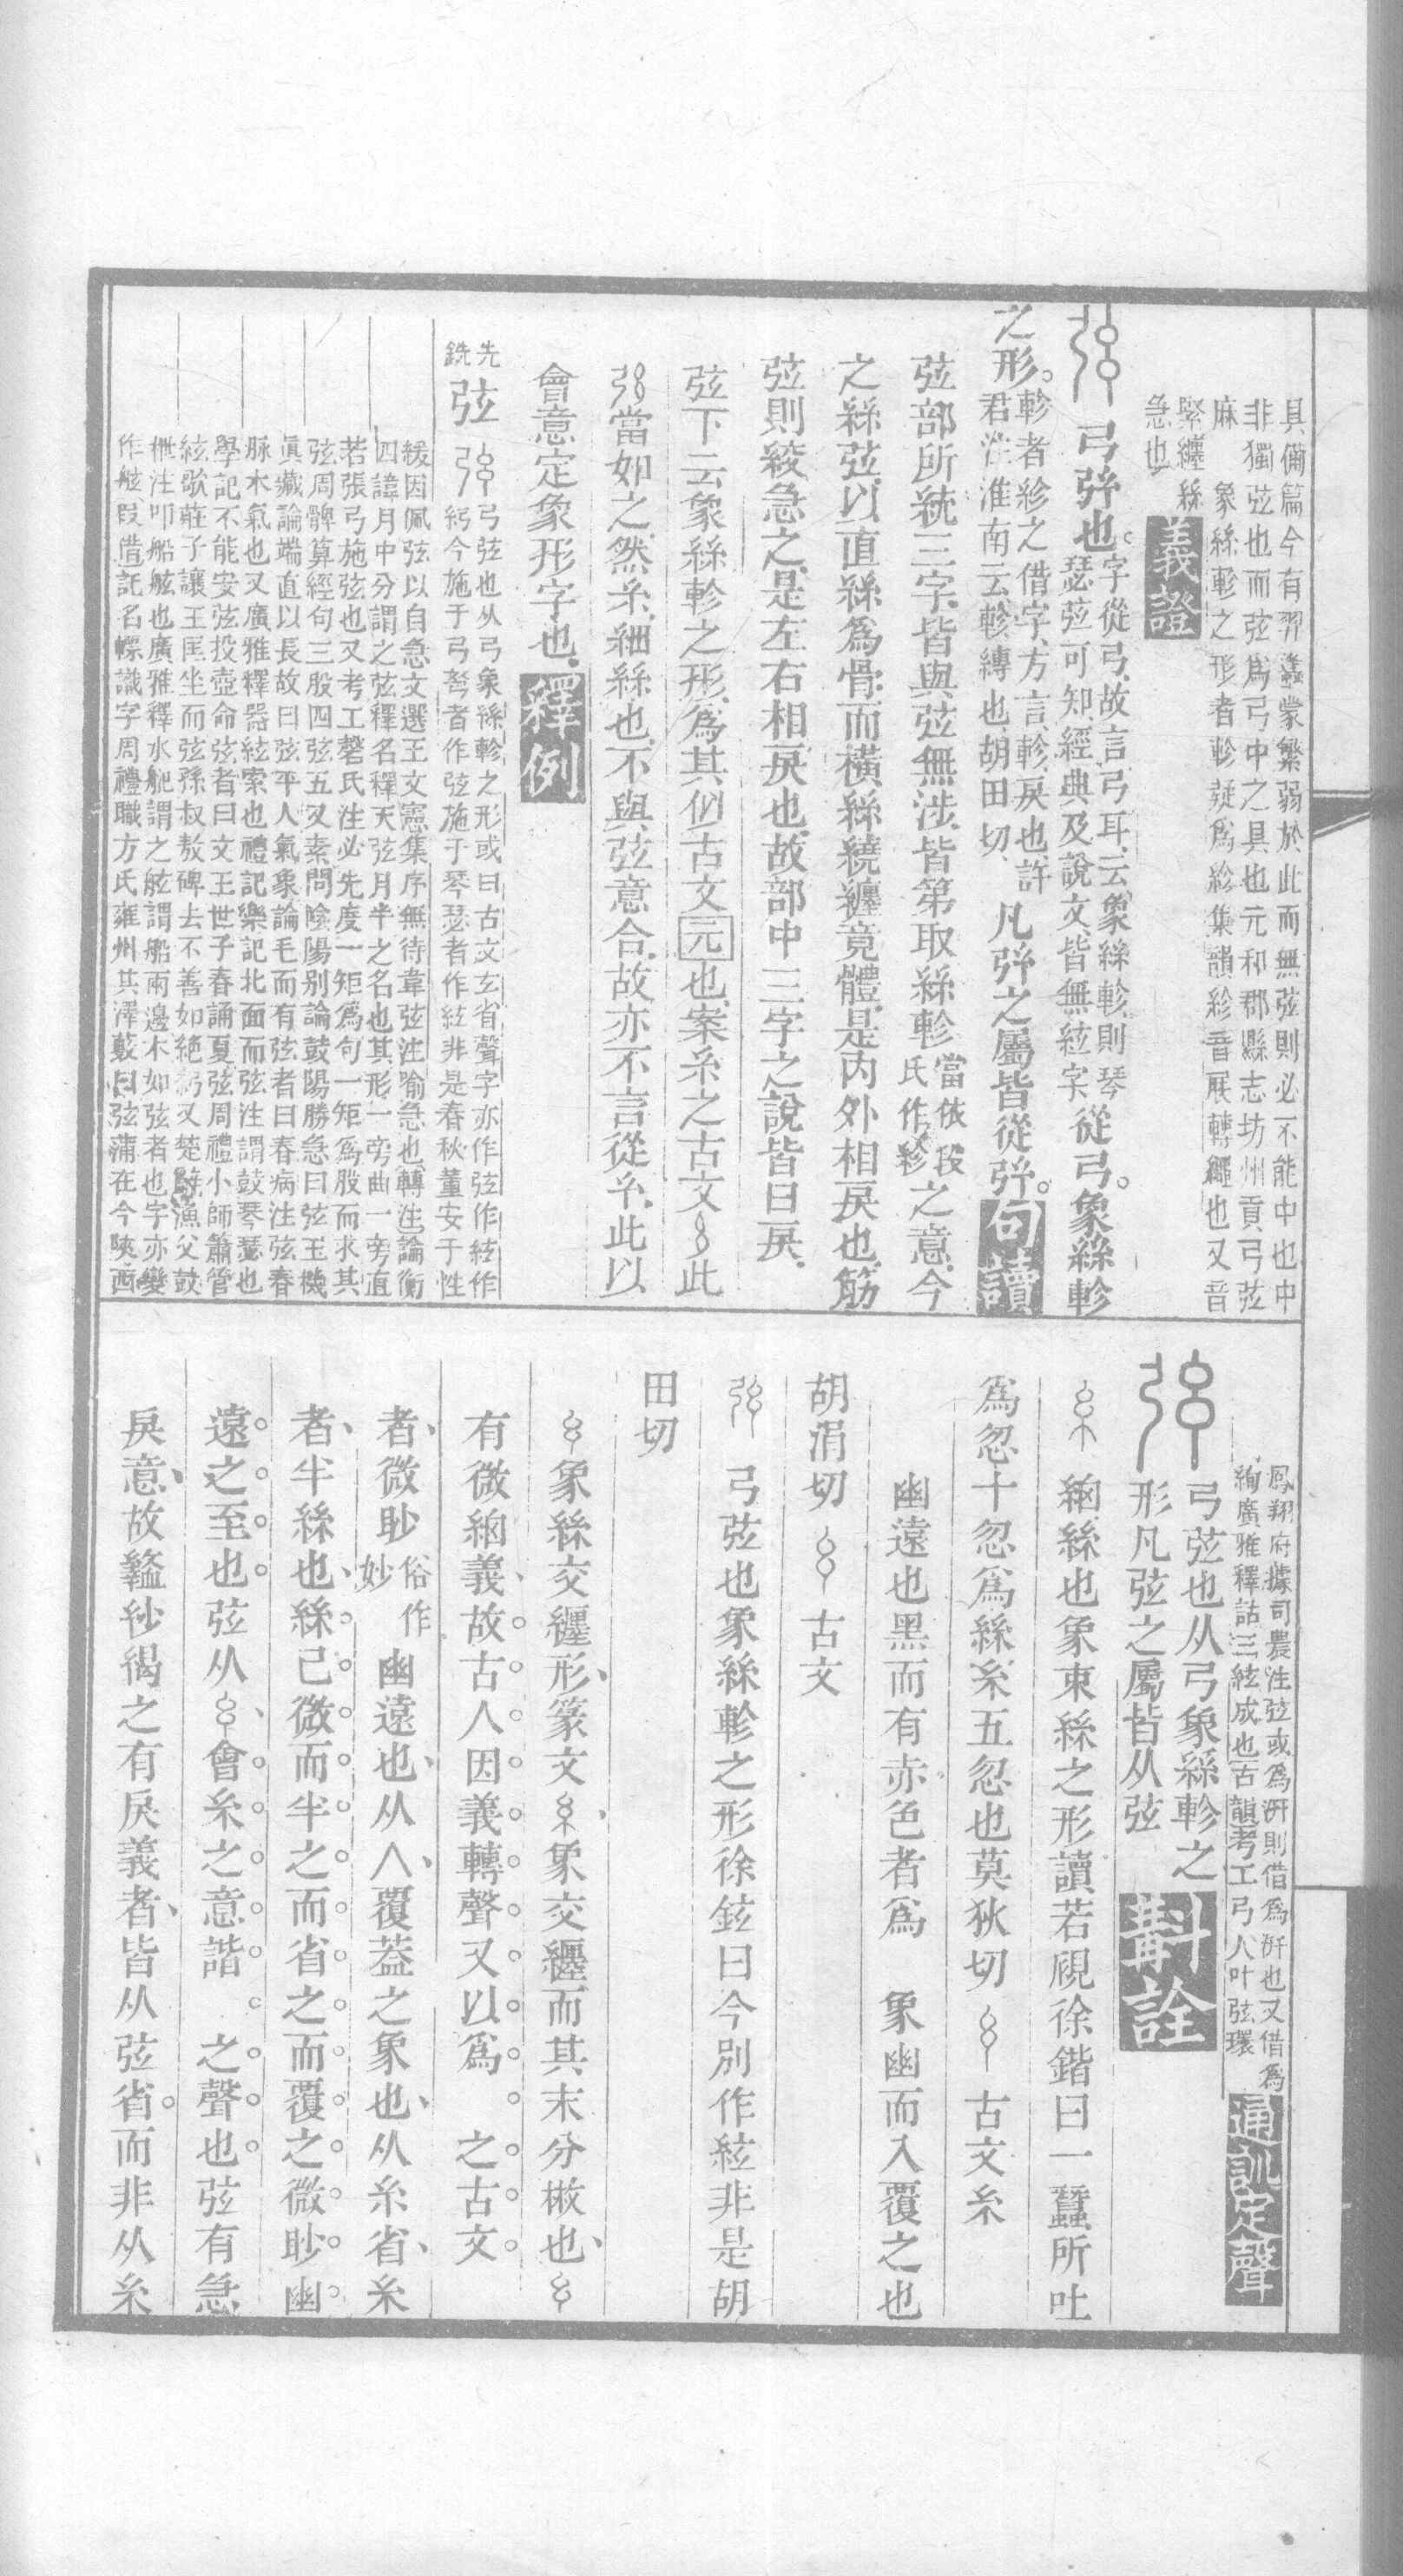 具備篇今有羿蠭蒙繁弱於此而無弦則必不能中也中
非獨弦也而弦爲弓中之具也元和郡縣志坊州貢弓弦
麻 象絲軫之形者軫疑爲紾集韻紾音展轉纏也又音
緊纏絲
急也
義證
弓弦也。字從弓故言弓耳云象絲軫則琴
瑟弦可知經典及說文皆無絃字
從弓。象絲軫
之形。軫者紾之借字方言軫戾也許
君注淮南云軫縛也胡田切
凡弦之屬皆從弦。句讀
弦部所統三字皆與弦無涉皆第取絲軫當依段
氏作紾
之意今
之絲弦以直絲爲骨而橫絲繞纏竟體是內外相戾也筋
弦則綾急之是左右相戾也故部中三字之說皆曰戾
弦下云象絲軫之形爲其侣古文元也案糸之古文此
當如之然糸細絲也不與弦意合故亦不言從糸此以
會意定象形字也釋例
先銑
弦
弓弦也从弓象絲軫之形或曰古文玄省聲字亦作弦作絃作
紖今施于弓弩者作弦施于琴瑟者作絃非是春秋董安于性
緩因佩弦以自急文選王文憲集序無待韋弦注喻急也轉注論衡
四諱月中分謂之弦釋名釋天弦月半之名也其形一旁曲一旁直
若張弓施弦也又考工磬氏注必先度一矩爲句一矩爲股而求其
弦周髀算經句三股四弦五又素問陰陽別論鼓陽勝急曰弦玉機
眞藏論端直以長故曰弦平人氣象論毛而有弦者曰春病注弦春
脉木氣也又廣雅釋器絃索也禮記樂記北面而弦注謂鼓琴瑟也
學記不能安弦投壺命弦者曰文王世子春誦夏弦周禮小師簫管
絃歌莊子讓王匡坐而弦孫叔敖碑去不善如絶 又楚 漁父鼓
枻注叩船舷也廣雅釋水舭謂之舷謂船兩邊木如弦者也字亦變
作舷叚借託名幖識字周禮職方氏雍州其澤藪曰弦蒲在今陝西
鳳翔府據司農注弦或爲汧則借爲汧也又借爲
絢廣雅釋詁三絃成也古韻考工弓人叶弦環
通訓定聲
弓弦也从弓象絲軫之
形凡弦之屬皆从弦
斠詮
細絲也象束絲之形讀若覛徐鍇曰一蠶所吐
爲忽十忽爲絲糸五忽也莫狄切 古文糸
幽遠也黑而有赤色者爲 象幽而入覆之也
胡涓切 古文
弓弦也象絲軫之形徐鉉曰今別作絃非是胡
田切
象絲交纏形篆文 象交纏而其末分㪔也
有微細義故古人因義轉聲又以爲 之古文
者微眇俗作
妙
幽遠也从入覆葢之象也从糸省糸
者半絲也絲已微而半之而省之而覆之微眇幽
遠之至也弦从 會糸之意諧 之聲也弦有急
戾意故盭紗竭之有戾義者皆从弦省而非从糸